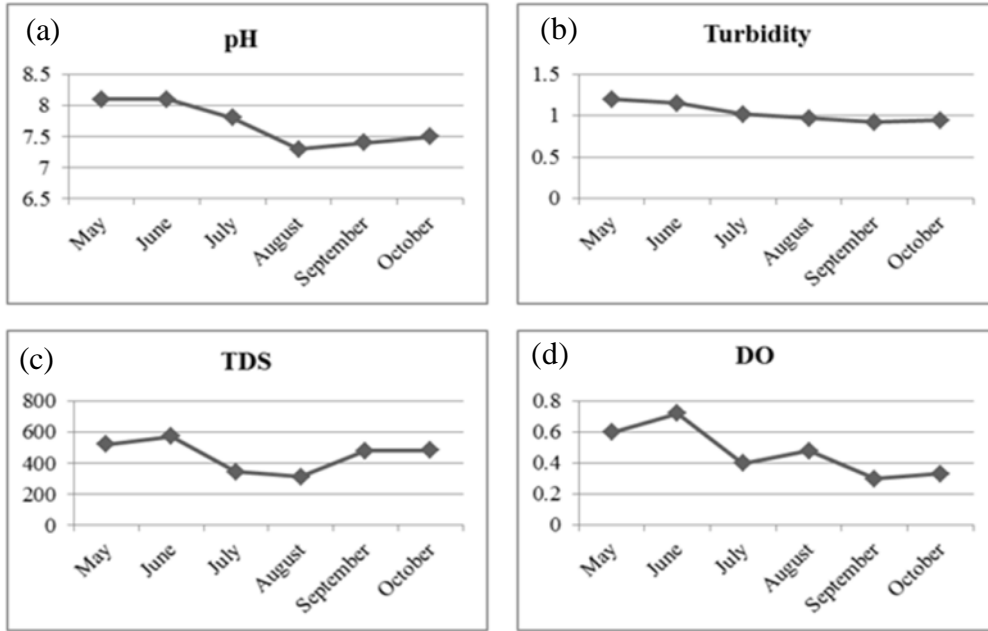 (a)
pH
8.5
8
7.5
7
6.5
May
June
July
August
September
October
(b)
Turbidity
1.5
1
0.5
0
May
June
July
August
September
October
(c)
TDS
800
600
400
200
0
May
June
July
August
September
October
(d)
DO
0.8
0.6
0.4
0.2
0
May
June
July
August
September
October